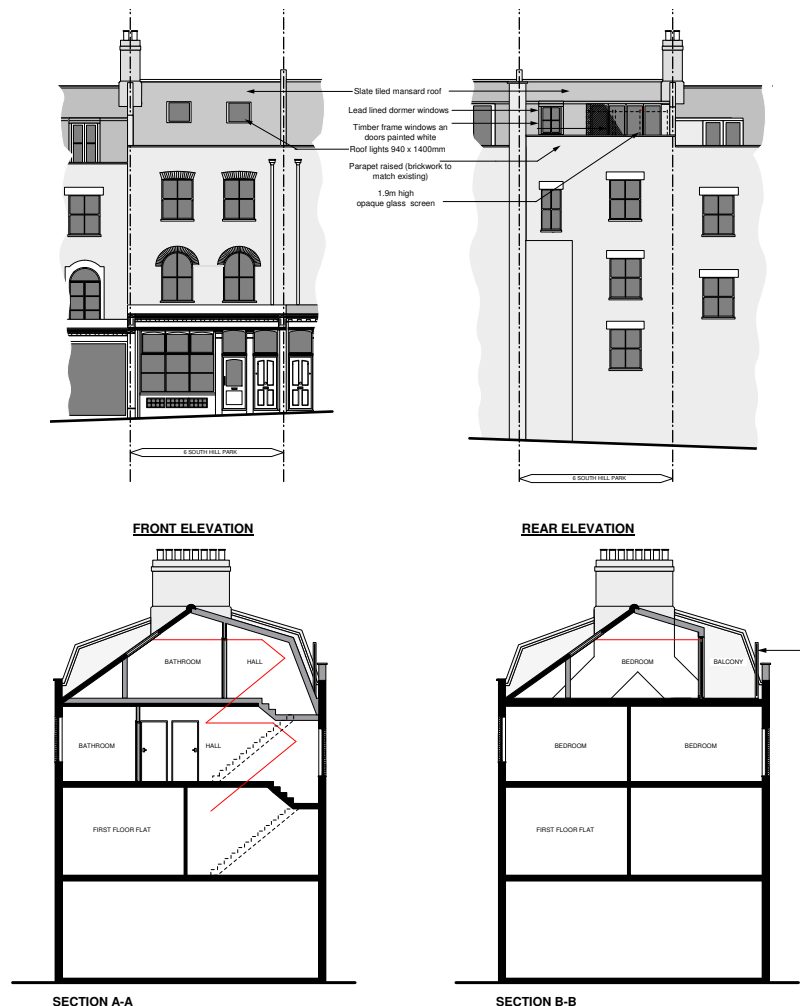 Slate tiled mansard roof
Lead lined dormer windows
Timber frame windows an
doors painted white
Roof lights 940 x 1400mm
Parapet raised (brickwork to
match existing)
1.9m high
opaque glass screen
6 SOUTH HILL PARK
6 SOUTH HILL PARK
FRONT ELEVATION
REAR ELEVATION
BATHROOM
HALL
BATHROOM
HALL
FIRST FLOOR FLAT
BEDROOM
BALCONY
BEDROOM
BEDROOM
FIRST FLOOR FLAT
SECTION A-A
SECTION B-B